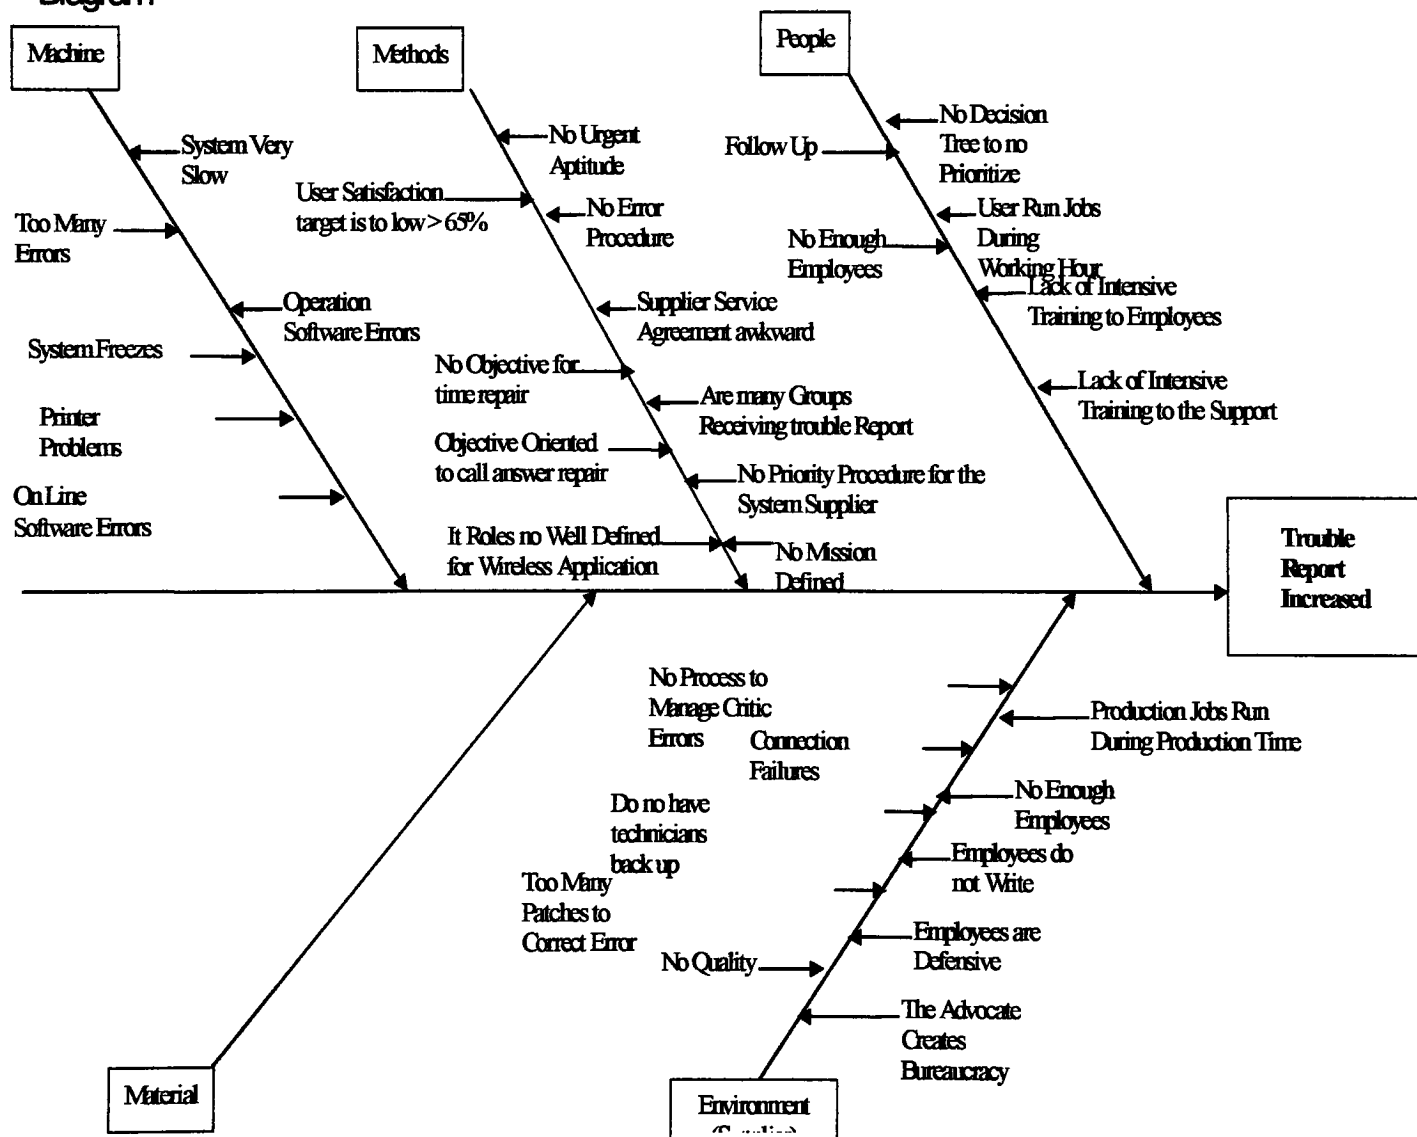 Diagram
Machine
Methods
People
System Very
Slow
Too Many
Errors
Operation
Software Errors
System Freezes
Printer
Problems
On Line
Software Errors
No Urgent
Aptitude
User Satisfaction
target is to low > 65%
No Error
Procedure
Supplier Service
Agreement awkward
No Objective for
time repair
Are many Groups
Receiving trouble Report
Objective Oriented
to call answer repair
No Priority Procedure for the
System Supplier
It Roles no Well Defined
for Wireless Application
No Mission
Defined
No Decision
Tree to no
Prioritize
Follow Up
User Run Jobs
During
Working Hour
No Enough
Employees
Lack of Intensive
Training to Employees
Lack of Intensive
Training to the Support
Trouble
Report
Increased
No Process to
Manage Critic
Errors
Production Jobs Run
During Production Time
Connection
Failures
No Enough
Employees
Do no have
technicians
back up
Employees do
not Write
Too Many
Patches to
Correct Error
Employees are
Defensive
No Quality
The Advocate
Creates
Bureaucracy
Material
Environment
(Supplier)